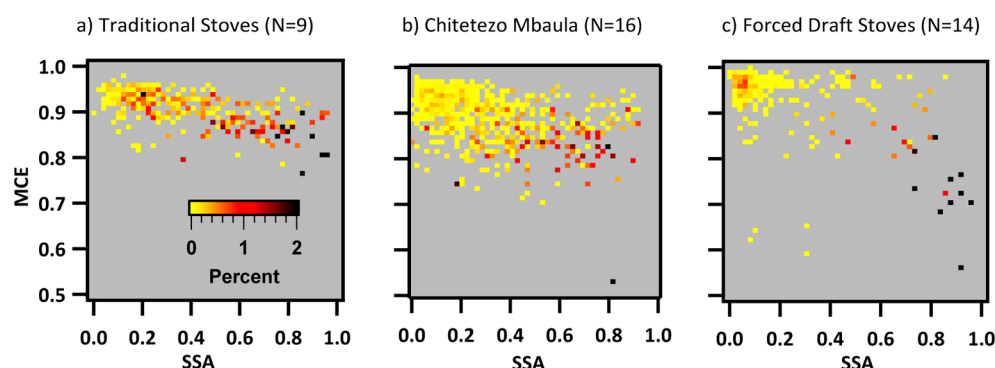 a) Traditional Stoves (N=9)
b) Chitetezo Mbaula (N=16)
c) Forced Draft Stoves (N=14)
1.0
0.9
0.8
0.7
0.6
0.5
MCE
0 1 2
Percent
0.0 0.2 0.4 0.6 0.8 1.0
SSA
0.0 0.2 0.4 0.6 0.8 1.0
SSA
0.0 0.2 0.4 0.6 0.8 1.0
SSA